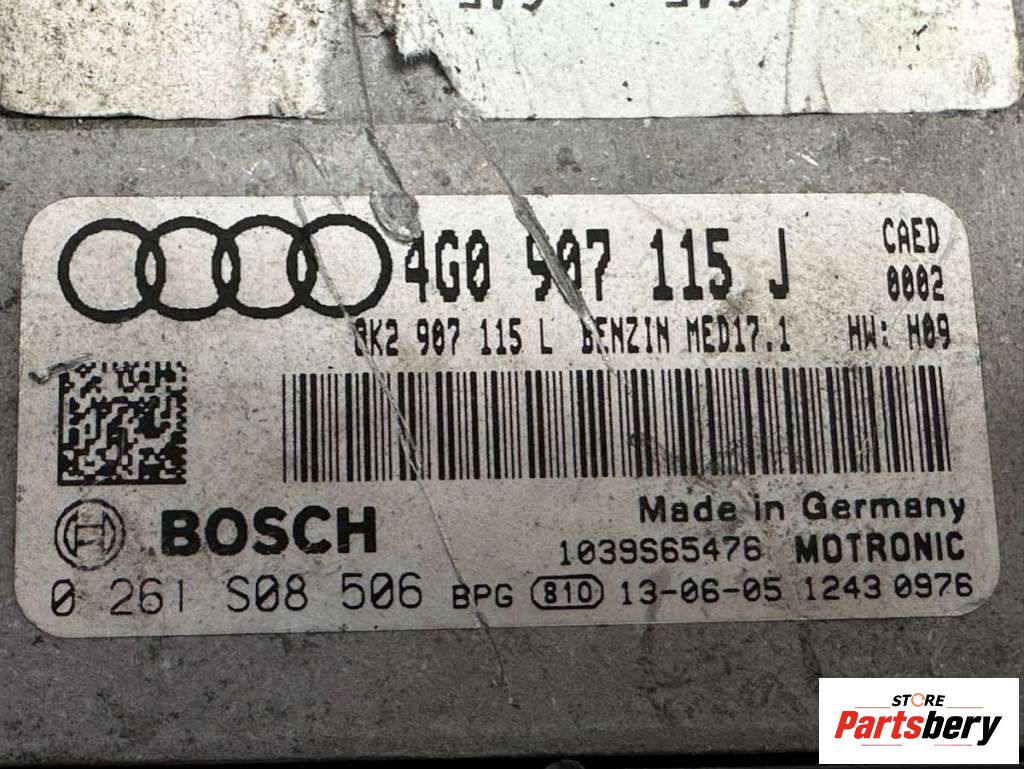 4G0 907 115 J
CAED
0002
8K2 907 115 L BENZIN MED17.1 HW: H09
BOSCH
Made in Germany
1039S65476 MOTRONIC
0 261 S08 506 BPG 810 13-06-05 1243 0976
STORE
Partsbery